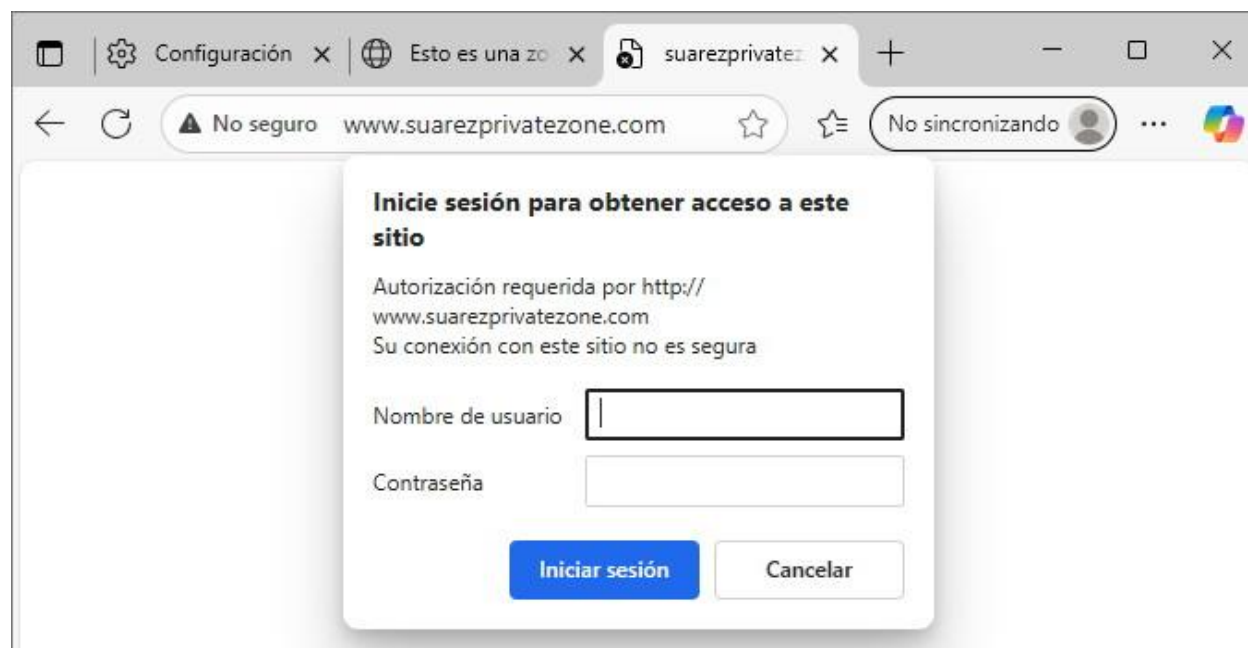 Configuración
Esto es una zo
suarezprivatez
No seguro www.suarezprivatezone.com
No sincronizando
Inicie sesión para obtener acceso a este
sitio
Autorización requerida por http://
www.suarezprivatezone.com
Su conexión con este sitio no es segura
Nombre de usuario
Contraseña
Iniciar sesión
Cancelar